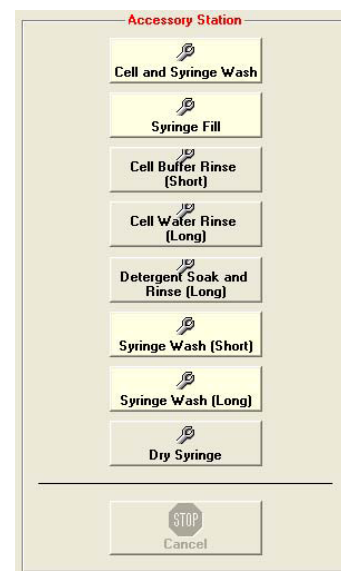 Accessory Station
Cell and Syringe Wash
Syringe Fill
Cell Buffer Rinse
(Short)
Cell Water Rinse
(Long)
Detergent Soak and
Rinse (Long)
Syringe Wash (Short)
Syringe Wash (Long)
Dry Syringe
STOP
Cancel